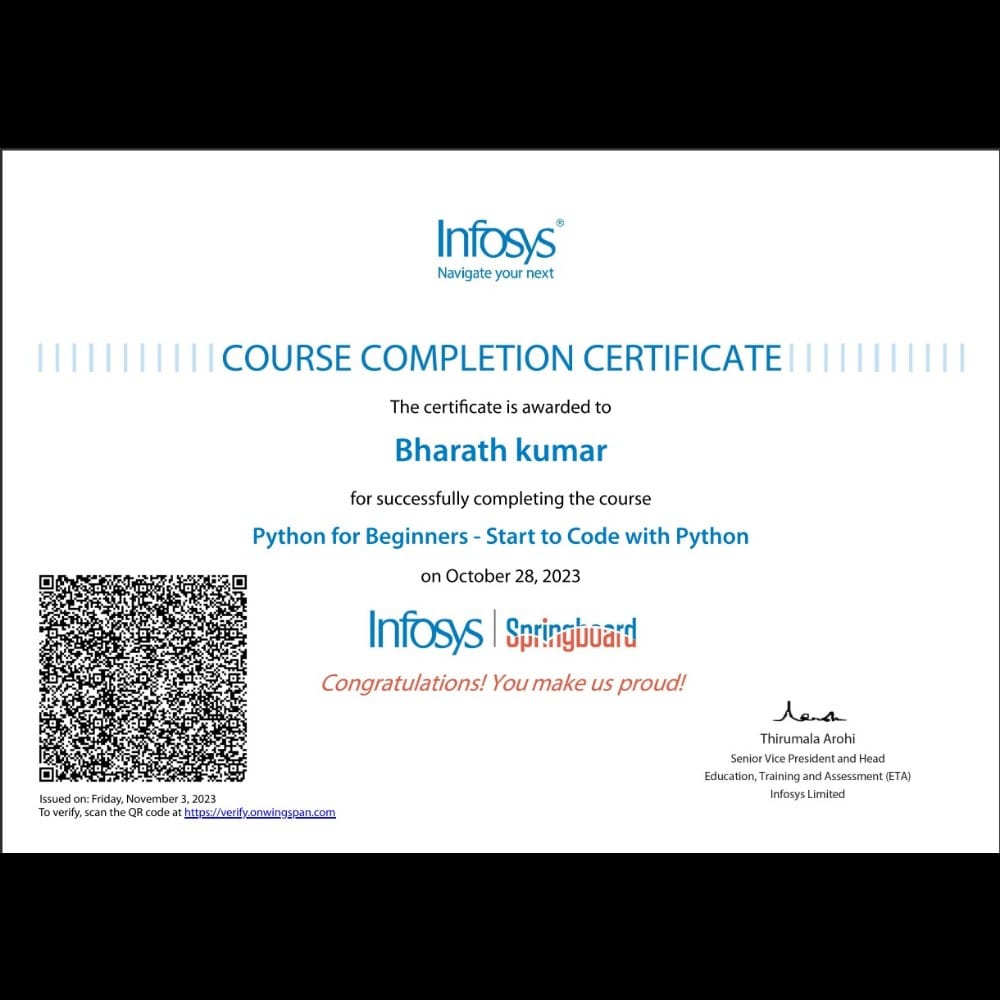 Infosys®
Navigate your next
COURSE COMPLETION CERTIFICATE
The certificate is awarded to
Bharath kumar
for successfully completing the course
Python for Beginners - Start to Code with Python
on October 28, 2023
Infosys | Springboard
Congratulations! You make us proud!
Thirumala Arohi
Senior Vice President and Head
Education, Training and Assessment (ETA)
Infosys Limited
Issued on: Friday, November 3, 2023
To verify, scan the QR code at https://verify.onwingspan.com